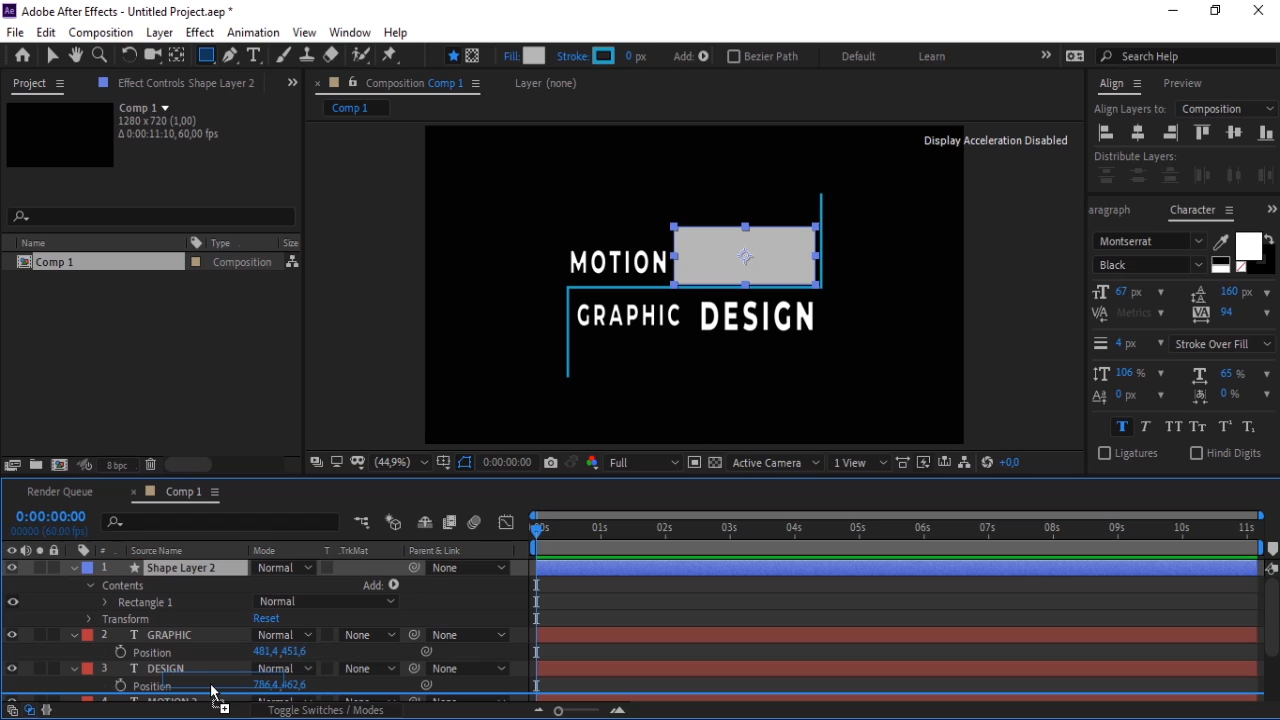 Adobe After Effects - Untitled Project.aep *
File Edit Composition Layer Effect Animation View Window Help
Fill: Stroke: 0 px Add: Bezier Path Default Learn Search Help
Project Effect Controls Shape Layer 2 Composition Comp 1 Layer (none) Align Preview
Comp 1
1280 x 720 (1,00)
Δ 0:00:11:10, 60,00 fps
Comp 1
Align Layers to: Composition
Display Acceleration Disabled
Distribute Layers:
aragraph Character
Name Type Size
Comp 1 Composition
Montserrat
Black
MOTION
GRAPHIC DESIGN
67 px 160 px
Metrics 94
4 px Stroke Over Fill
106 % 65 %
0 px 0 %
T T TT Tt T¹ T₁
Ligatures Hindi Digits
8 bpc
(44,9%) 0:00:00:00 Full Active Camera 1 View +0,0
Render Queue Comp 1
0:00:00:00
00000 (60.00 fps)
00s 01s 02s 03s 04s 05s 06s 07s 08s 09s 10s 11s
# Source Name Mode T .TrkMat Parent & Link
1 Shape Layer 2 Normal None
Contents Add:
Rectangle 1 Normal
Transform Reset
2 T GRAPHIC Normal None None
Position 481,4,451,6
3 T DESIGN Normal None None
Position 786,4,462,6
Toggle Switches / Modes